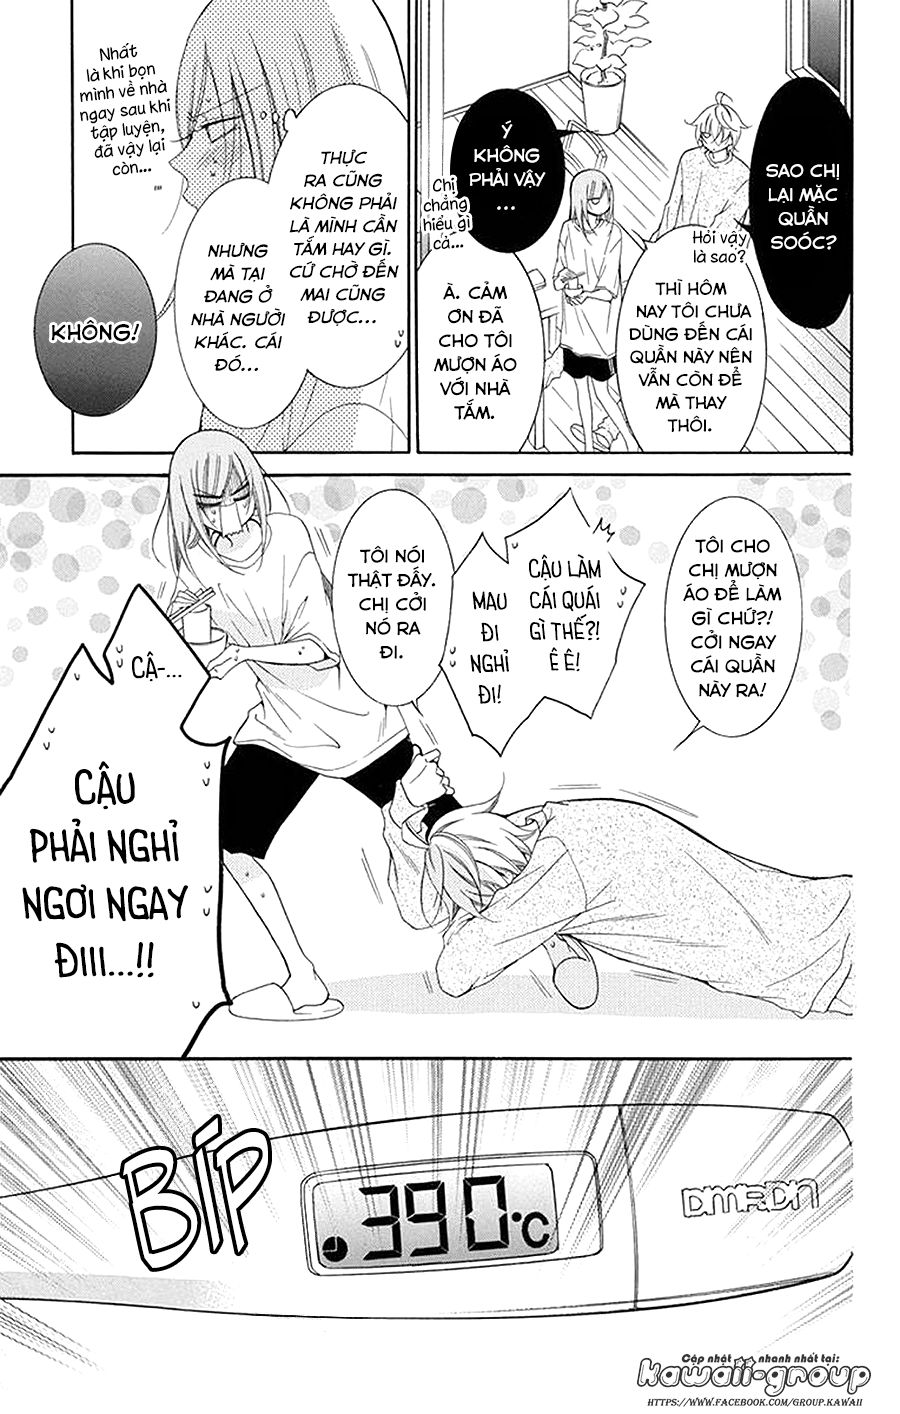 SAO CHỊ
LẠI MẶC
QUẦN
SOÓC?
Ý
KHÔNG
PHẢI VẬY
...
Hỏi vậy
là sao?
THÌ HÔM
NAY TÔI CHƯA
DÙNG ĐẾN CÁI
QUẦN NÀY NÊN
VẪN CÒN ĐỂ
MÀ THAY
THÔI.
Chị
chẳng
hiểu gì
cả...
À. CẢM
ƠN ĐÃ
CHO TÔI
MƯỢN ÁO
VỚI NHÀ
TẮM.
THỰC
RA CŨNG
KHÔNG PHẢI
LÀ MÌNH CẦN
TẮM HAY GÌ.
CỨ CHỜ ĐẾN
MAI CŨNG
ĐƯỢC...
NHƯNG
MÀ TẠI
ĐANG Ở
NHÀ NGƯỜI
KHÁC. CÁI
ĐÓ...
Nhất
là khi bọn
mình về nhà
ngay sau khi
tập luyện,
đã vậy lại
còn...
KHÔNG!
TÔI CHO
CHỊ MƯỢN
ÁO ĐỂ LÀM
GÌ CHỨ?!
CỞI NGAY
CÁI QUẦN
NÀY RA!
CẬU LÀM
CÁI QUÁI
GÌ THẾ?!
Ê Ê!
MAU
ĐI
NGHỈ
ĐI!
TÔI NÓI
THẬT ĐẤY.
CHỊ CỞI
NÓ RA
ĐI.
CẬ-...
CẬU
PHẢI NGHỈ
NGƠI NGAY
ĐIII...!!
BÍP
.390°C
DMRDN
Cập nhật nhanh nhất tại:
kawaii-group
HTTPS://WWW.FACEBOOK.COM/GROUP.KAWAII